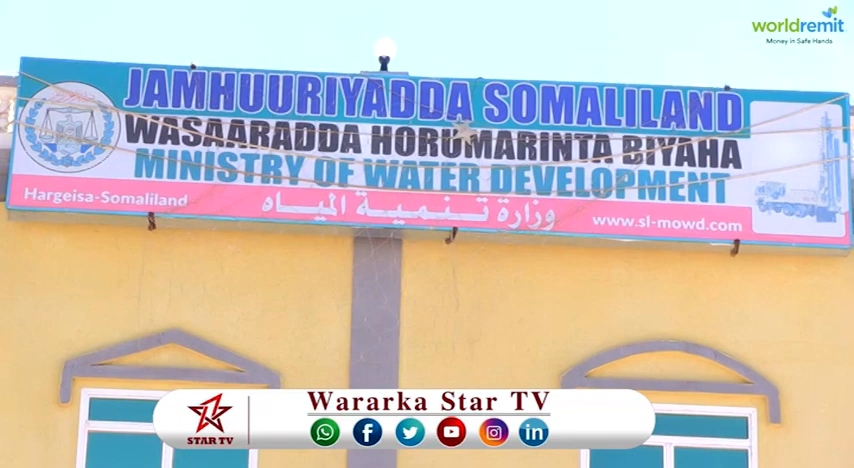 worldremit
Money in Safe Hands
JAMHUURIYADDA SOMALILAND
WASAARADDA HORUMARINTA BIYAHA
MINISTRY OF WATER DEVELOPMENT
Hargeisa-Somaliland
وزارة تنمية المياه
www.sl-mowd.com
STAR TV
Wararka Star TV